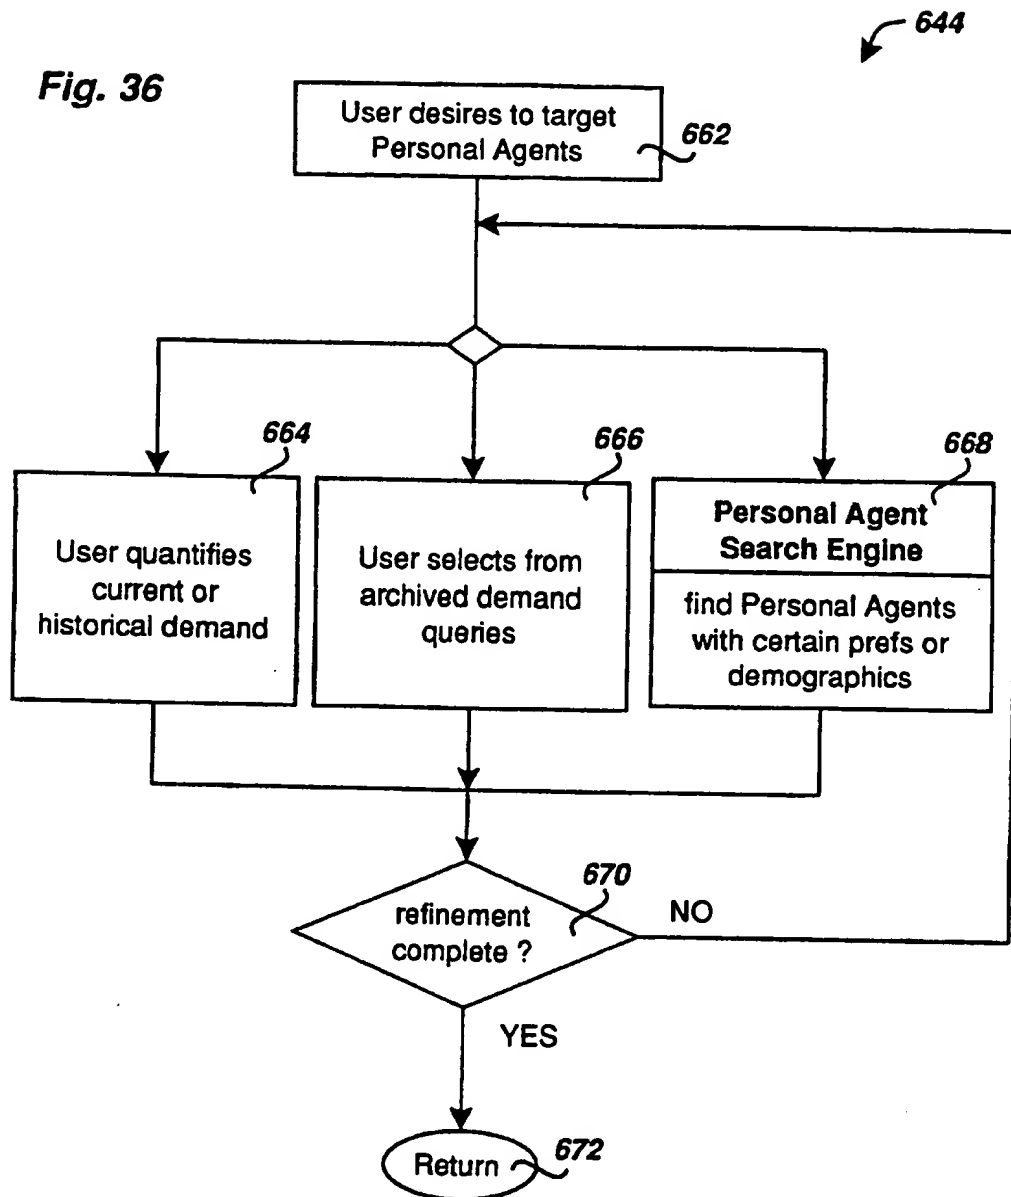 644
Fig. 36
User desires to target
Personal Agents
662
664
666
668
User quantifies
current or
historical demand
User selects from
archived demand
queries
Personal Agent
Search Engine
find Personal Agents
with certain prefs or
demographics
670
refinement
complete ?
NO
YES
Return
672